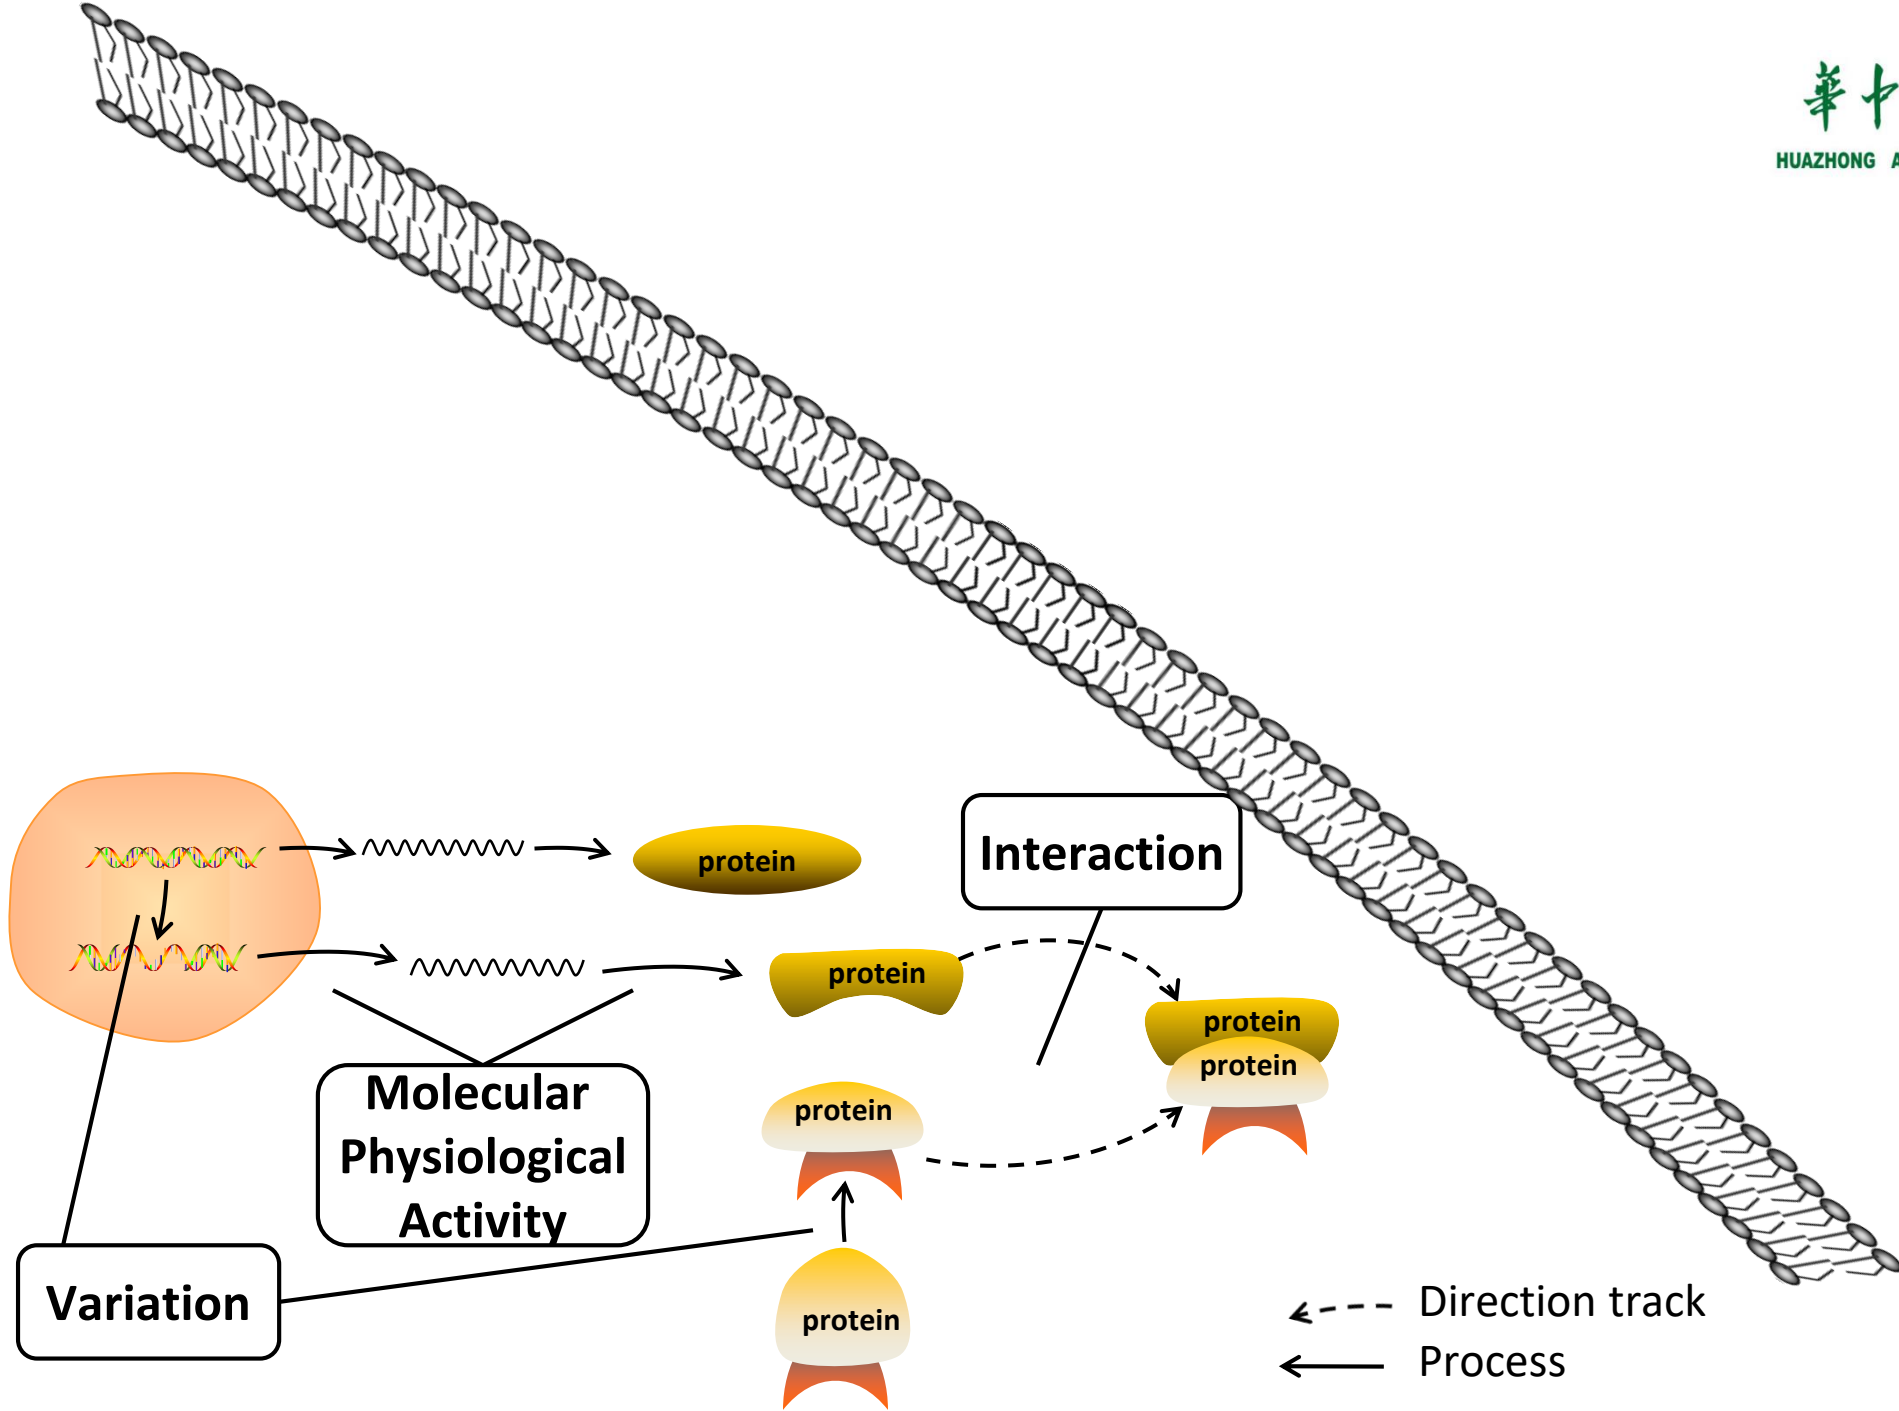 華中
HUAZHONG A
protein
Interaction
protein
protein
protein
protein
Molecular
Physiological
Activity
Variation
protein
Direction track
Process